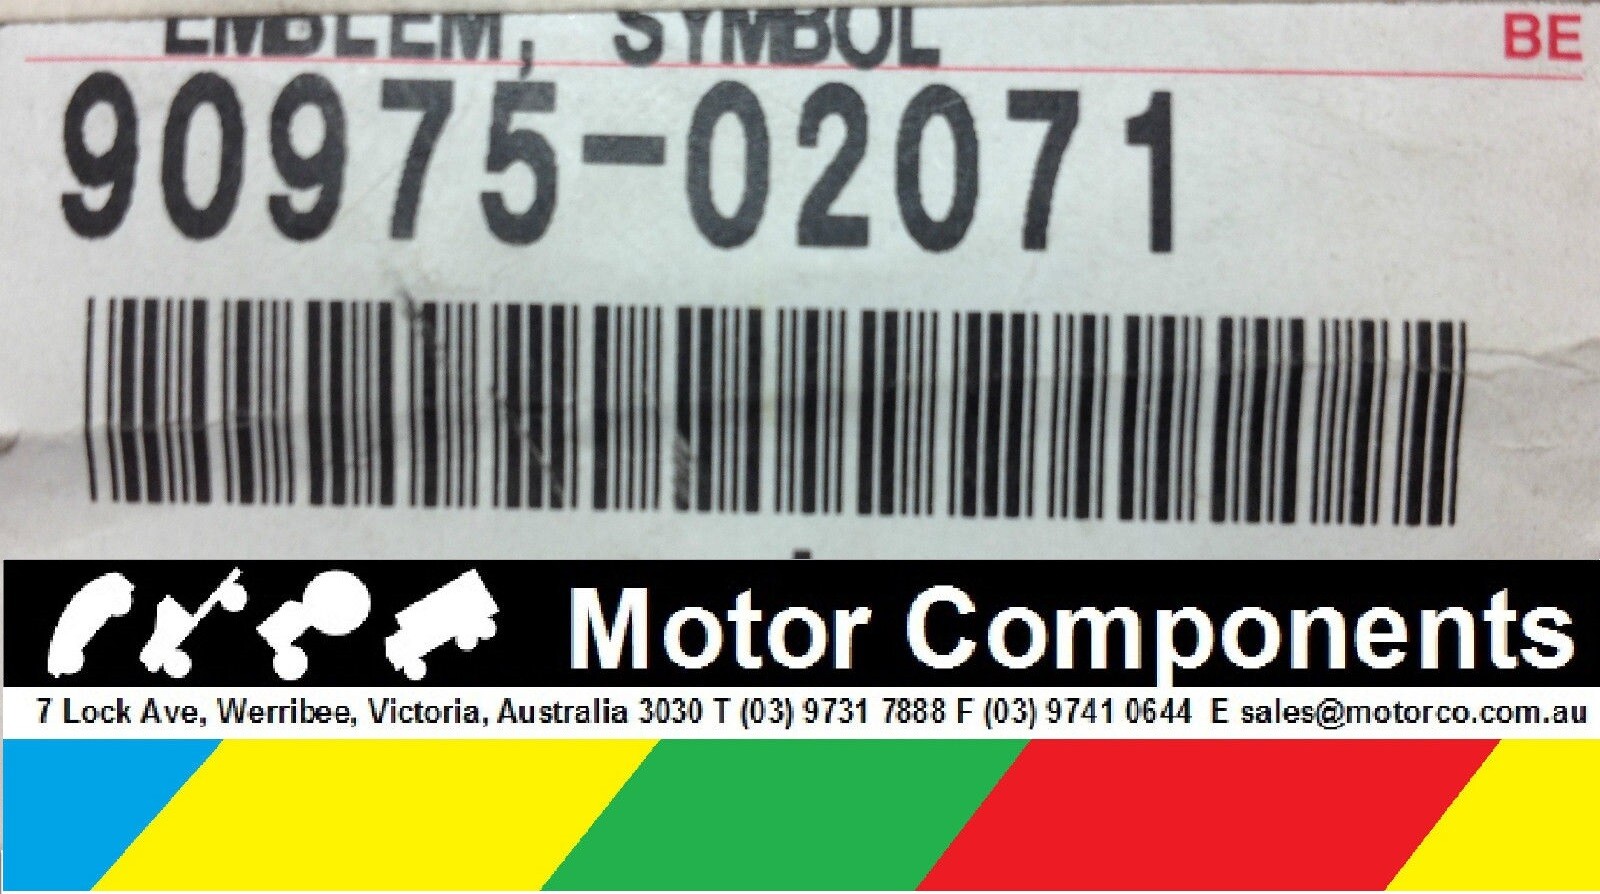 EMBLEM, SYMBOL
BE
90975-02071
Motor Components
7 Lock Ave, Werribee, Victoria, Australia 3030 T (03) 9731 7888 F (03) 9741 0644 E sales@motorco.com.au